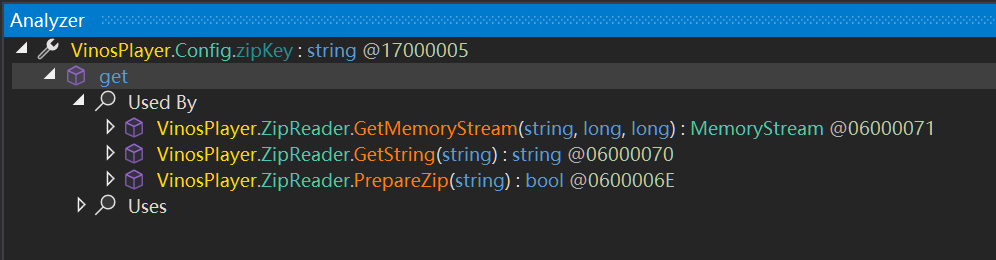 Analyzer
VinosPlayer.Config.zipKey : string @17000005
get
Used By
VinosPlayer.ZipReader.GetMemoryStream(string, long, long) : MemoryStream @06000071
VinosPlayer.ZipReader.GetString(string) : string @06000070
VinosPlayer.ZipReader.PrepareZip(string) : bool @0600006E
Uses